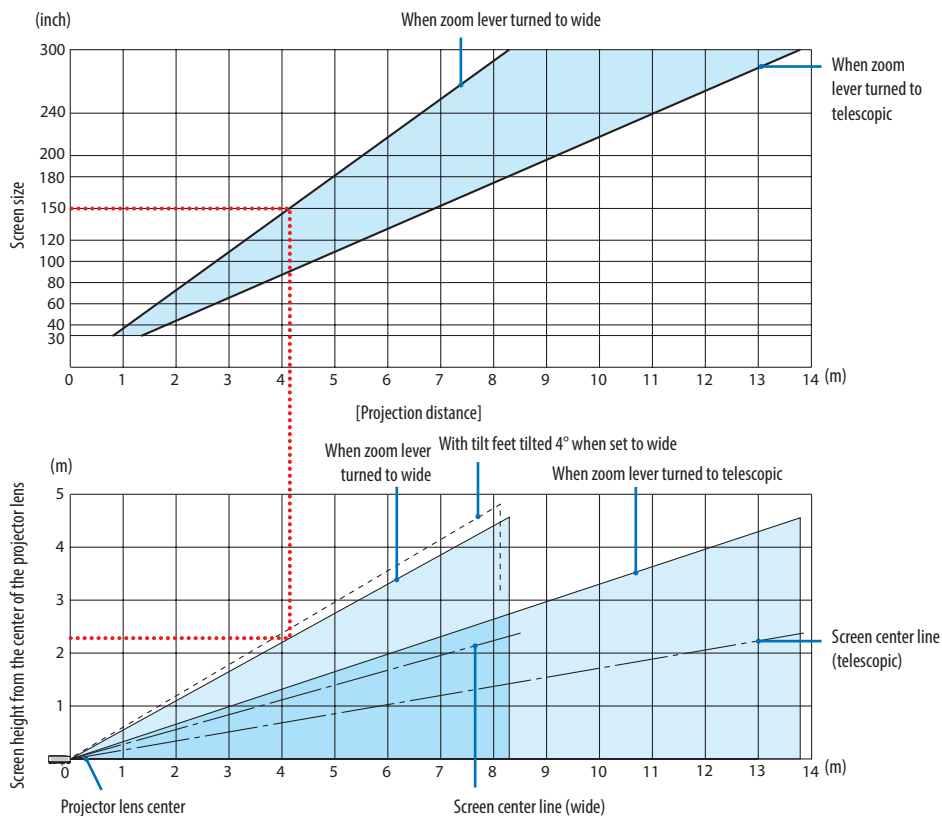 (inch)
When zoom lever turned to wide
300
240
200
180
150
120
100
80
60
40
30
Screen size
When zoom
lever turned to
telescopic
0 1 2 3 4 5 6 7 8 9 10 11 12 13 14 (m)
[Projection distance]
(m)
When zoom lever
turned to wide
With tilt feet tilted 4° when set to wide
When zoom lever turned to telescopic
5
4
3
2
1
Screen height from the center of the projector lens
Screen center line
(telescopic)
0 1 2 3 4 5 6 7 8 9 10 11 12 13 14 (m)
Projector lens center
Screen center line (wide)